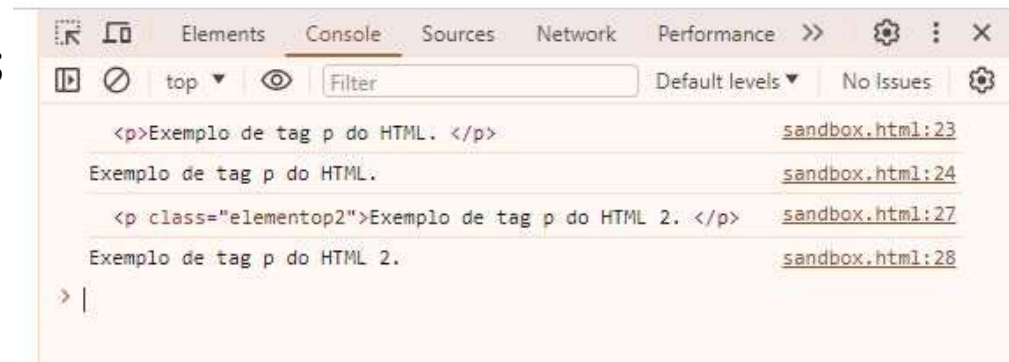 Elements Console Sources Network Performance
top Filter Default levels No Issues
<p>Exemplo de tag p do HTML. </p> sandbox.html:23
Exemplo de tag p do HTML. sandbox.html:24
<p class="elementop2">Exemplo de tag p do HTML 2. </p> sandbox.html:27
Exemplo de tag p do HTML 2. sandbox.html:28
>